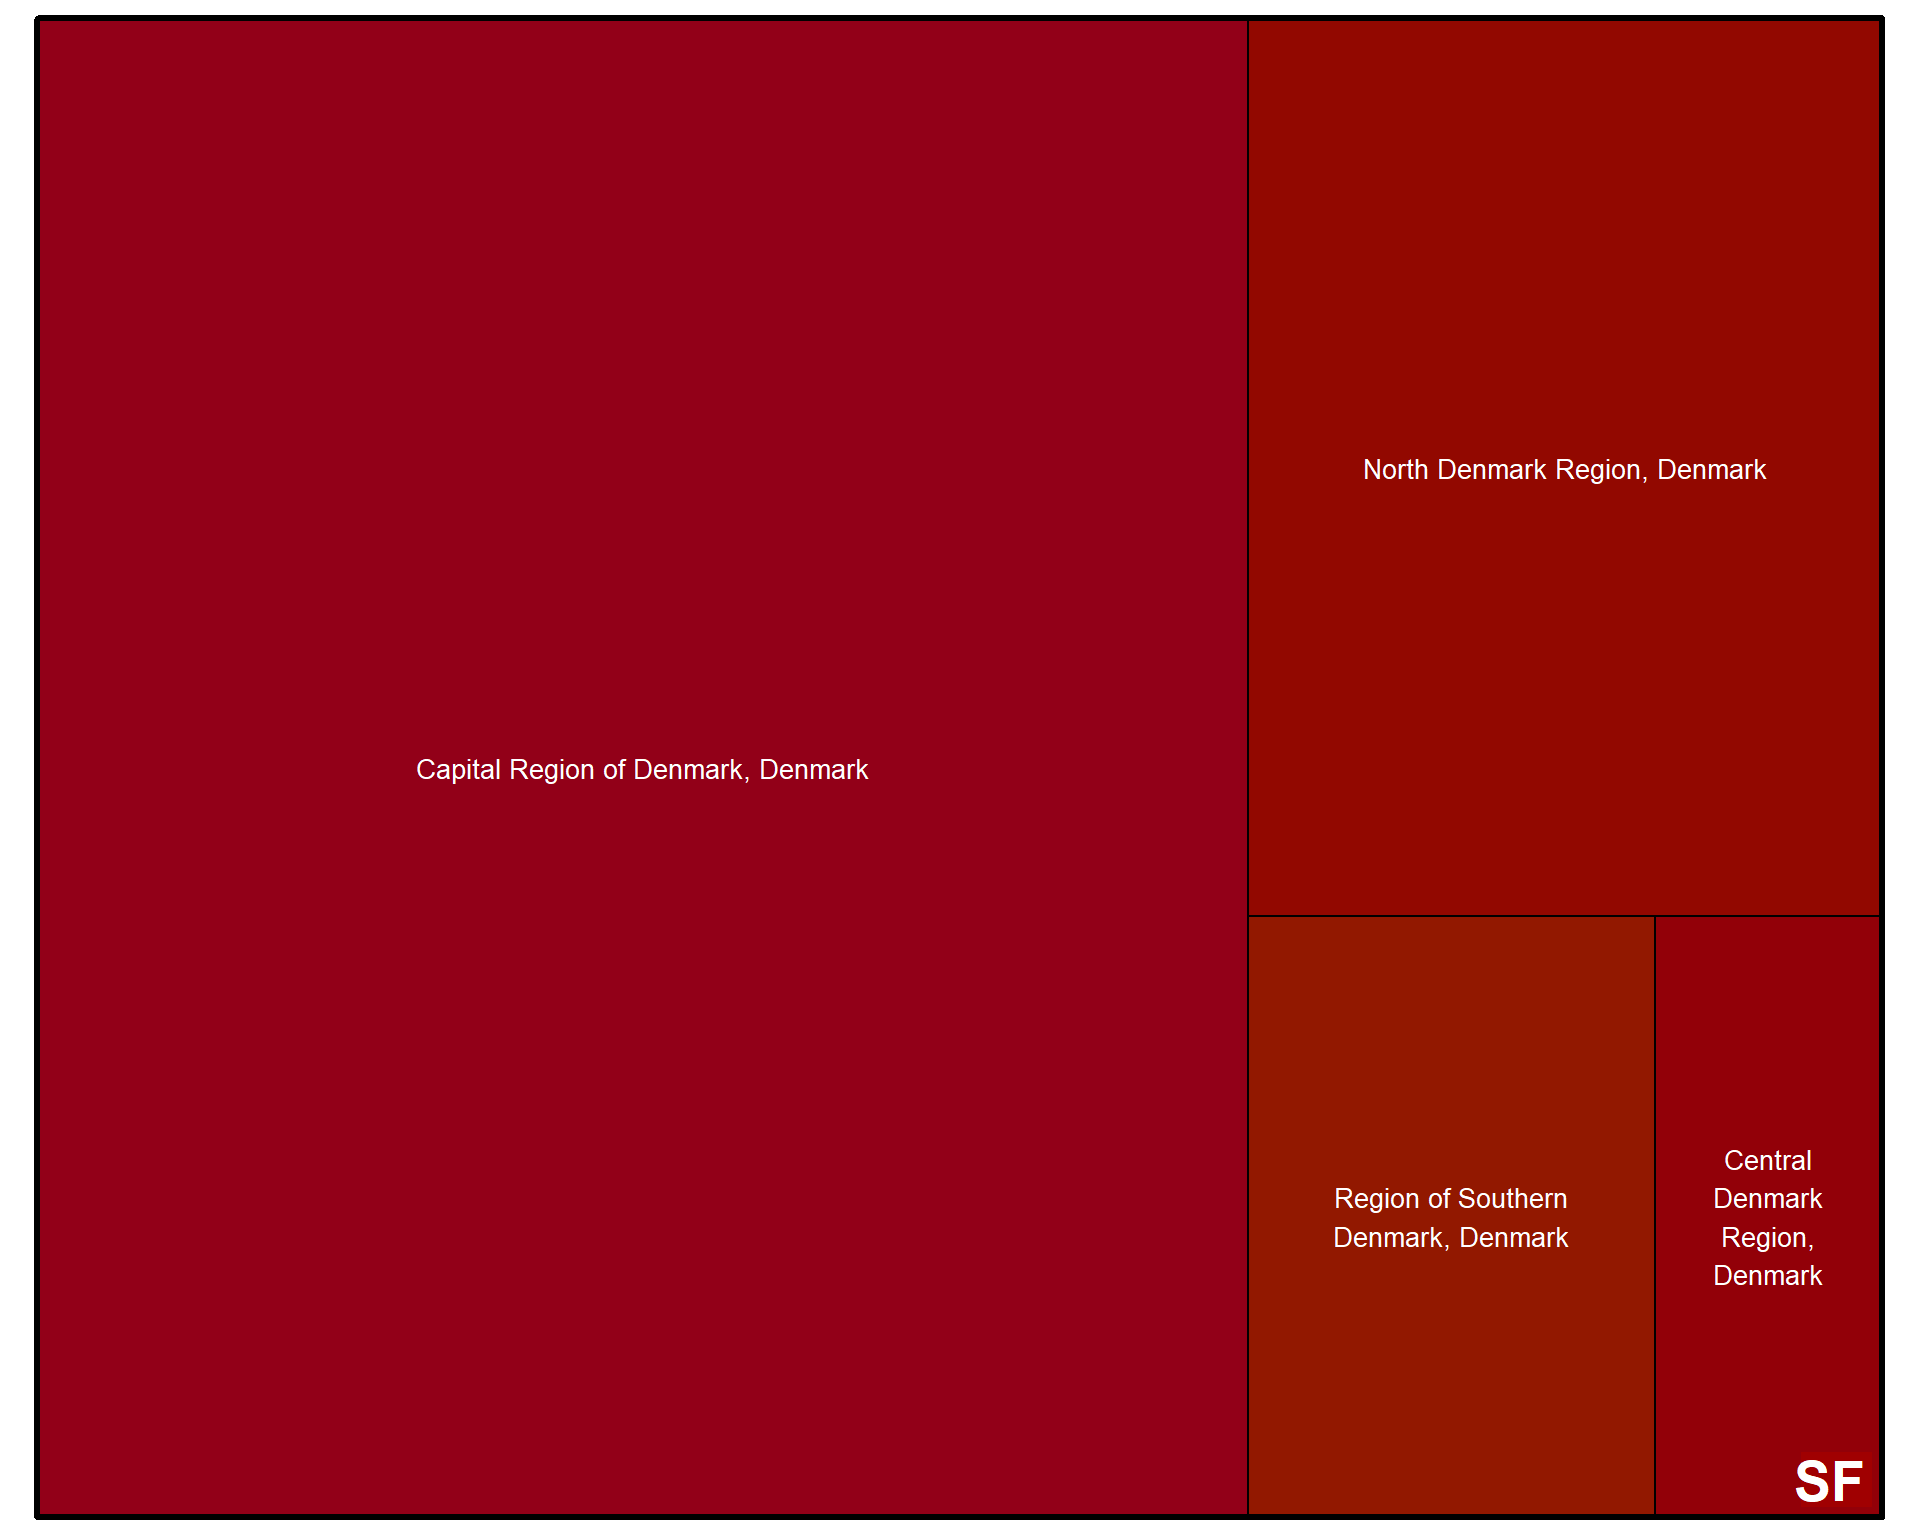 Capital Region of Denmark, Denmark
North Denmark Region, Denmark
Region of Southern
Denmark, Denmark
Central
Denmark
Region,
Denmark
SF